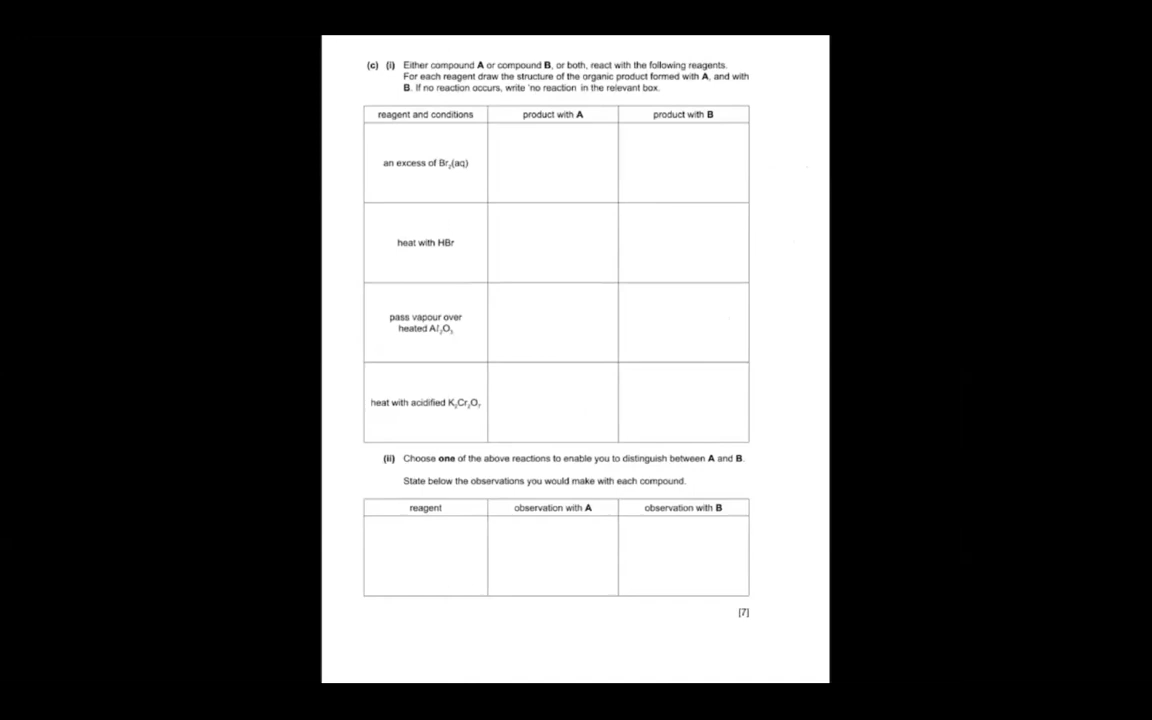 (c) (i) Either compound A or compound B, or both, react with the following reagents.
For each reagent draw the structure of the organic product formed with A, and with
B. If no reaction occurs, write 'no reaction in the relevant box.
reagent and conditions product with A product with B
an excess of Br₂(aq)
heat with HBr
pass vapour over
heated Al₂O₃
heat with acidified K₂Cr₂O₇
(ii) Choose one of the above reactions to enable you to distinguish between A and B.
State below the observations you would make with each compound.
reagent observation with A observation with B
[7]